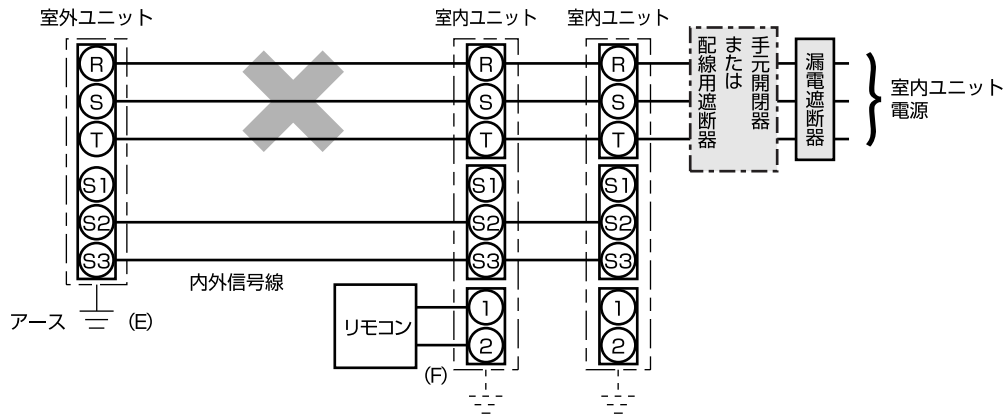 室外ユニット
室内ユニット
室内ユニット
R
S
T
S1
S2
S3
R
S
T
S1
S2
S3
1
2
R
S
T
S1
S2
S3
1
2
手元開閉器
または
配線用遮断器
漏電遮断器
室内ユニット
電源
内外信号線
リモコン
アース
(E)
(F)